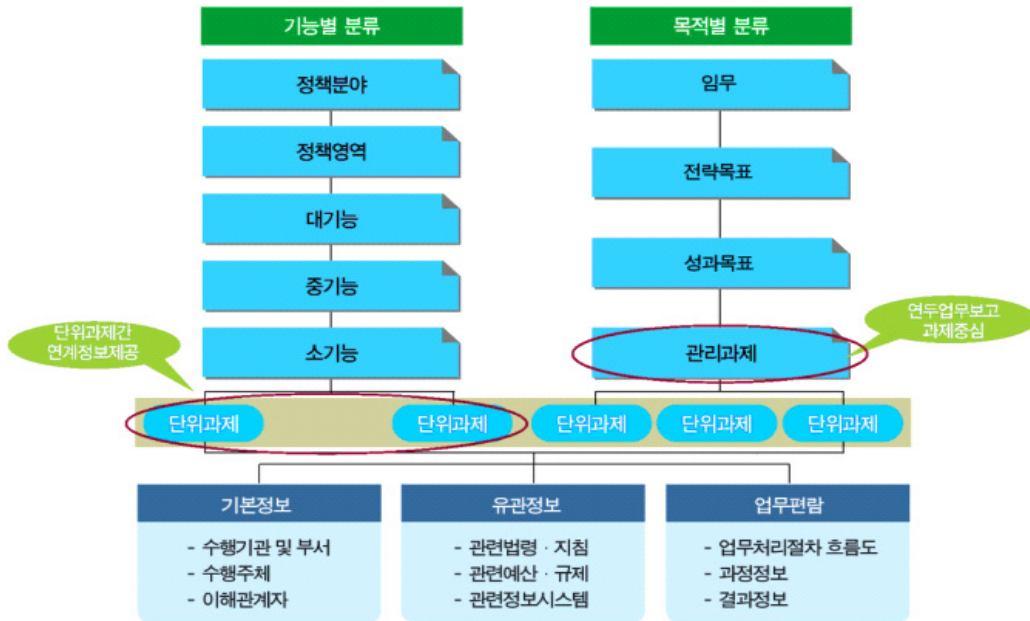 기능별 분류
목적별 분류
정책분야
정책영역
대기능
중기능
소기능
임무
전략목표
성과목표
관리과제
단위과제간
연계정보제공
연두업무보고
과제중심
단위과제
단위과제
단위과제
단위과제
단위과제
기본정보
- 수행기관 및 부서
- 수행주체
- 이해관계자
유관정보
- 관련법령 · 지침
- 관련예산 · 규제
- 관련정보시스템
업무편람
- 업무처리절차 흐름도
- 과정정보
- 결과정보